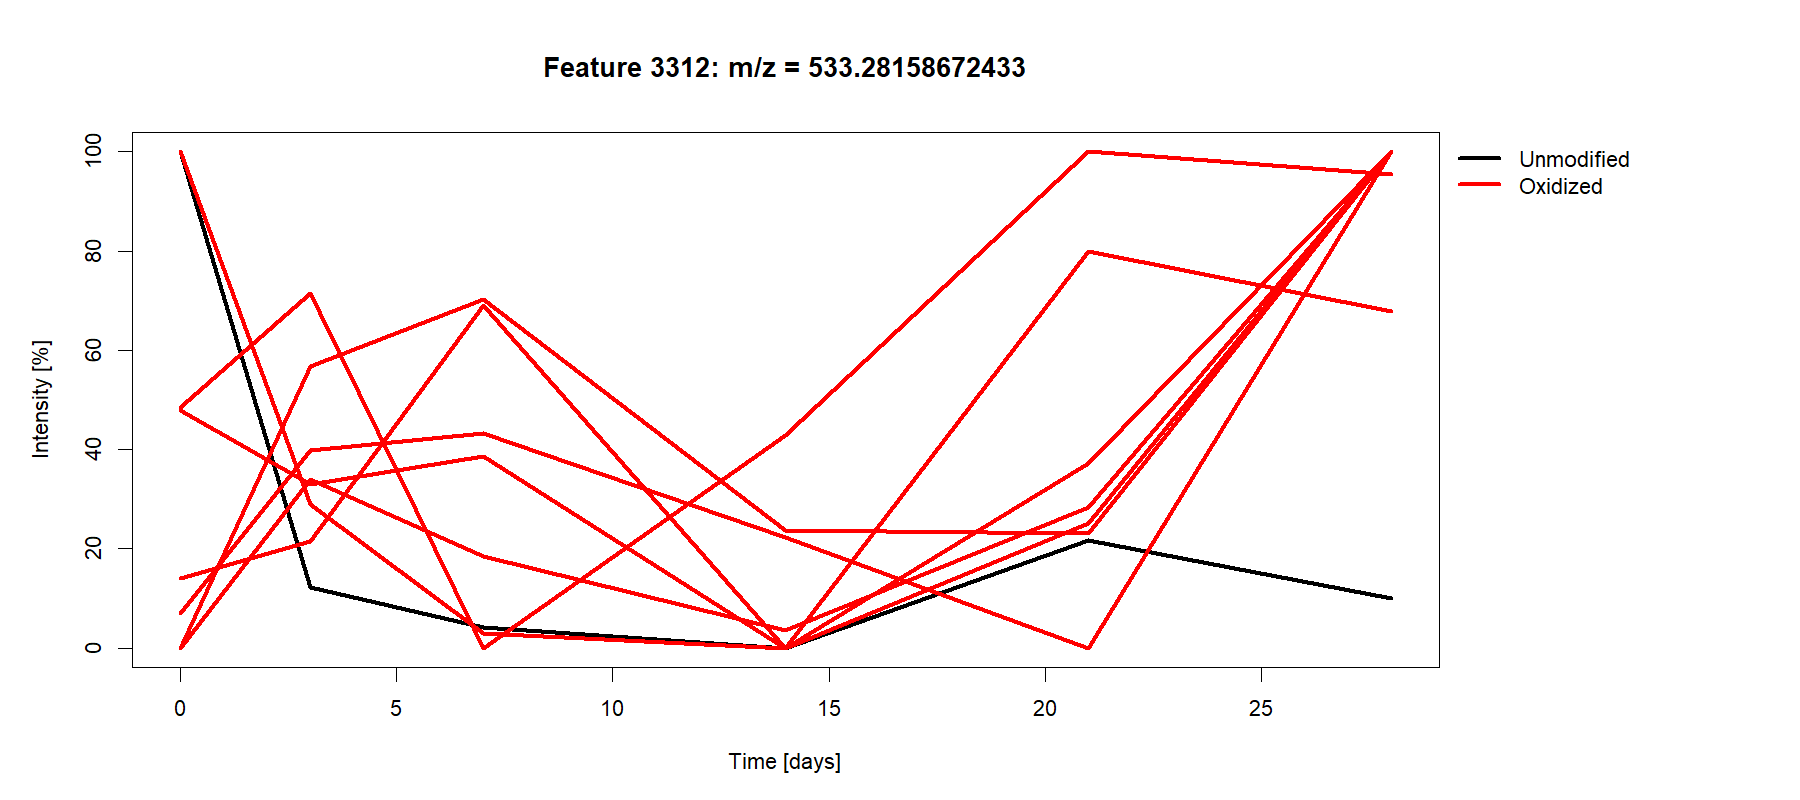 Feature 3312: m/z = 533.28158672433
100
80
60
40
20
0
Intensity [%]
0 5 10 15 20 25
Time [days]
Unmodified
Oxidized